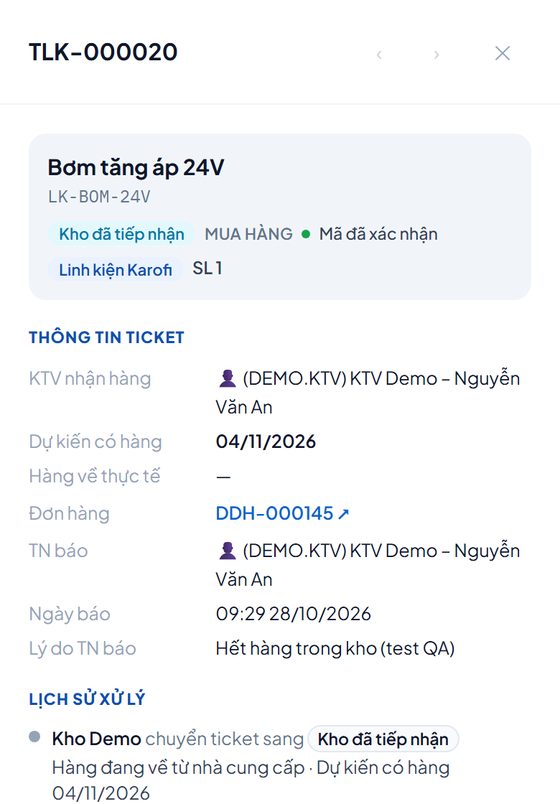 TLK-000020
Bơm tăng áp 24V
LK-BOM-24V
Kho đã tiếp nhận MUA HÀNG Mã đã xác nhận
Linh kiện Karofi SL 1
THÔNG TIN TICKET
KTV nhận hàng (DEMO.KTV) KTV Demo – Nguyễn
Văn An
Dự kiến có hàng 04/11/2026
Hàng về thực tế —
Đơn hàng DDH-000145 ↗
TN báo (DEMO.KTV) KTV Demo – Nguyễn
Văn An
Ngày báo 09:29 28/10/2026
Lý do TN báo Hết hàng trong kho (test QA)
LỊCH SỬ XỬ LÝ
Kho Demo chuyển ticket sang Kho đã tiếp nhận
Hàng đang về từ nhà cung cấp · Dự kiến có hàng
04/11/2026